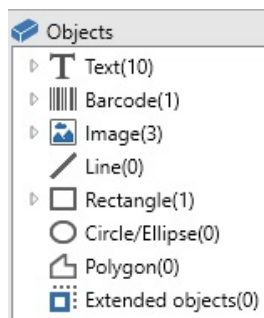 Objects
Text(10)
Barcode(1)
Image(3)
Line(0)
Rectangle(1)
Circle/Ellipse(0)
Polygon(0)
Extended objects(0)